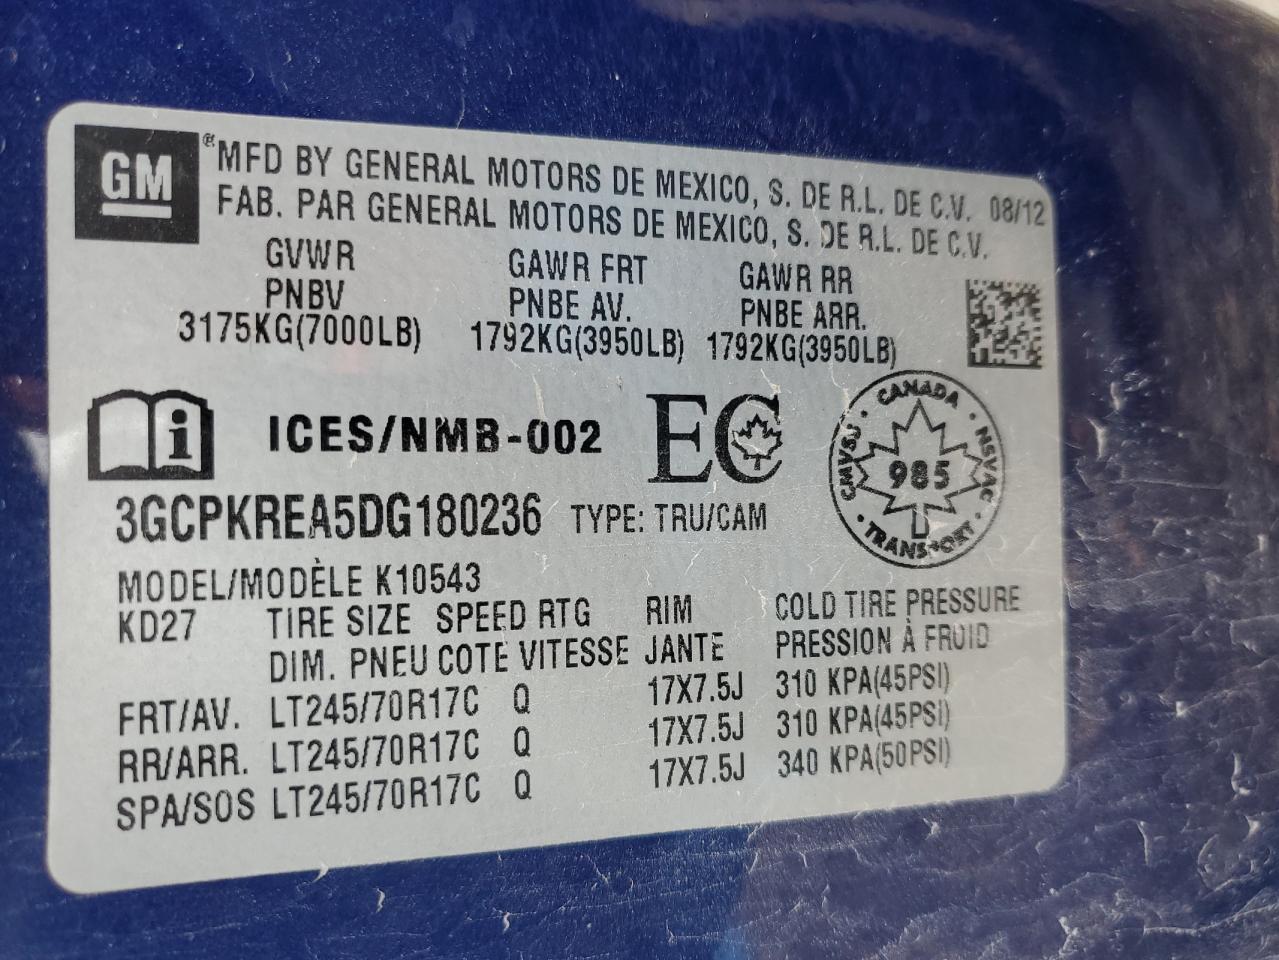 GM
®MFD BY GENERAL MOTORS DE MEXICO, S. DE R.L. DE C.V. 08/12
FAB. PAR GENERAL MOTORS DE MEXICO, S. DE R.L. DE C.V.
GVWR GAWR FRT GAWR RR
PNBV PNBE AV. PNBE ARR.
3175KG(7000LB) 1792KG(3950LB) 1792KG(3950LB)
i ICES/NMB-002 EC
CANADA
CMVSS · NSVAC
985
TRANSPORT
3GCPKREA5DG180236 TYPE: TRU/CAM
MODEL/MODÈLE K10543
KD27 TIRE SIZE SPEED RTG RIM COLD TIRE PRESSURE
DIM. PNEU COTE VITESSE JANTE PRESSION À FROID
FRT/AV. LT245/70R17C Q 17X7.5J 310 KPA(45PSI)
RR/ARR. LT245/70R17C Q 17X7.5J 310 KPA(45PSI)
SPA/SOS LT245/70R17C Q 17X7.5J 340 KPA(50PSI)